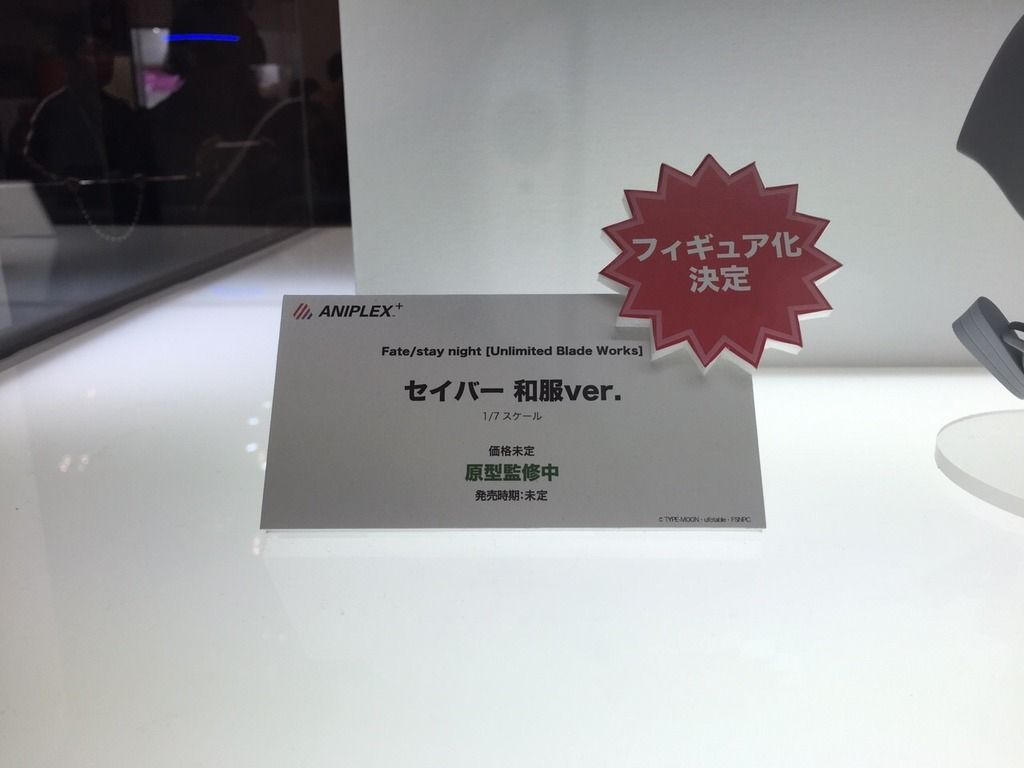 フィギュア化
決定
ANIPLEX+
Fate/stay night [Unlimited Blade Works]
セイバー 和服ver.
1/7 スケール
価格未定
原型監修中
発売時期:未定
© TYPE-MOON・ufotable・FSNPC